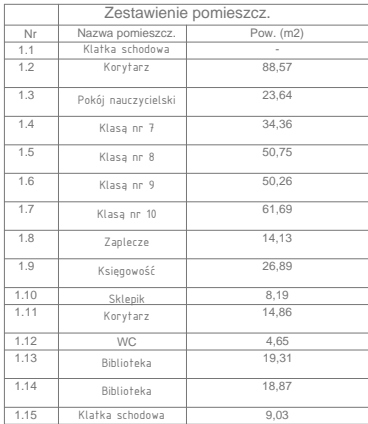 Zestawienie pomieszcz.
Nr Nazwa pomieszcz. Pow. (m2)
1.1 Klatka schodowa -
1.2 Korytarz 88,57
1.3 Pokój nauczycielski 23,64
1.4 Klasą nr 7 34,36
1.5 Klasą nr 8 50,75
1.6 Klasą nr 9 50,26
1.7 Klasą nr 10 61,69
1.8 Zaplecze 14,13
1.9 Księgowość 26,89
1.10 Sklepik 8,19
1.11 Korytarz 14,86
1.12 WC 4,65
1.13 Biblioteka 19,31
1.14 Biblioteka 18,87
1.15 Klatka schodowa 9,03